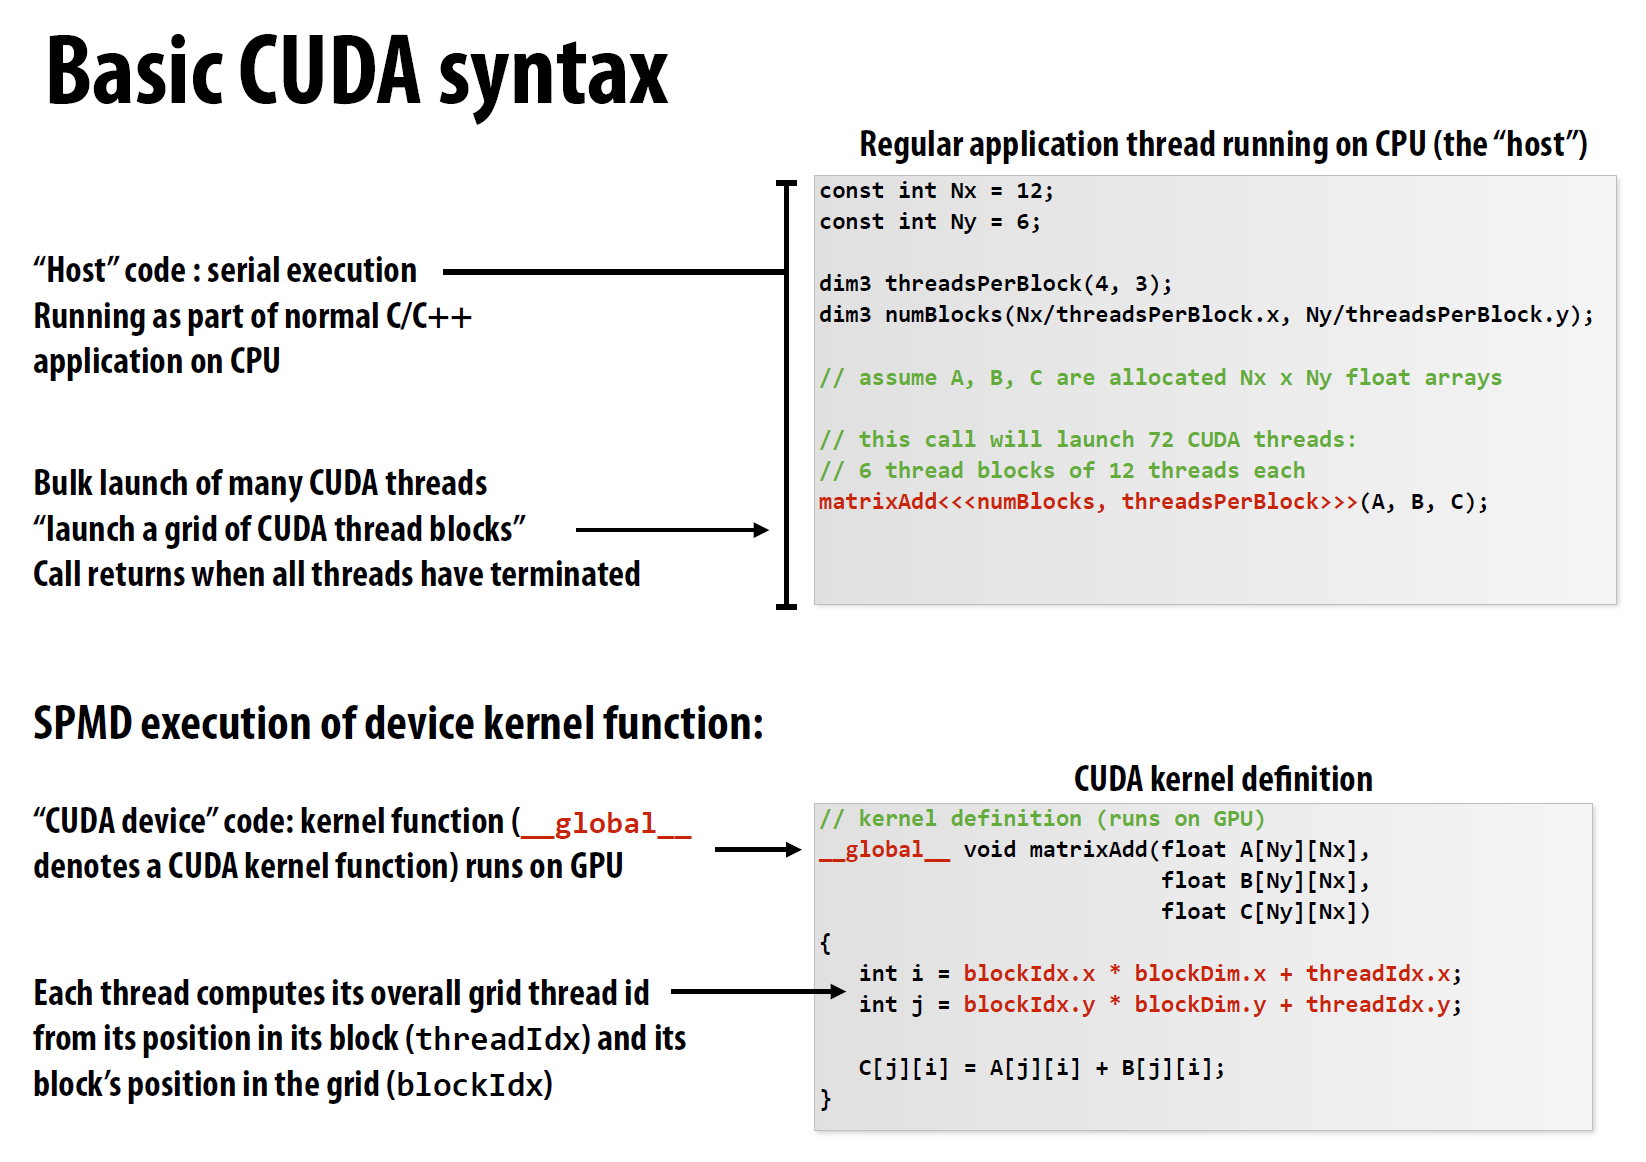 Basic CUDA syntax
Regular application thread running on CPU (the “host”)
const int Nx = 12;
const int Ny = 6;
dim3 threadsPerBlock(4, 3);
dim3 numBlocks(Nx/threadsPerBlock.x, Ny/threadsPerBlock.y);
// assume A, B, C are allocated Nx x Ny float arrays
// this call will launch 72 CUDA threads:
// 6 thread blocks of 12 threads each
matrixAdd<<<numBlocks, threadsPerBlock>>>(A, B, C);
“Host” code : serial execution
Running as part of normal C/C++
application on CPU
Bulk launch of many CUDA threads
“launch a grid of CUDA thread blocks”
Call returns when all threads have terminated
SPMD execution of device kernel function:
“CUDA device” code: kernel function (__global__
denotes a CUDA kernel function) runs on GPU
Each thread computes its overall grid thread id
from its position in its block (threadIdx) and its
block’s position in the grid (blockIdx)
CUDA kernel definition
// kernel definition (runs on GPU)
__global__ void matrixAdd(float A[Ny][Nx],
float B[Ny][Nx],
float C[Ny][Nx])
{
int i = blockIdx.x * blockDim.x + threadIdx.x;
int j = blockIdx.y * blockDim.y + threadIdx.y;
C[j][i] = A[j][i] + B[j][i];
}